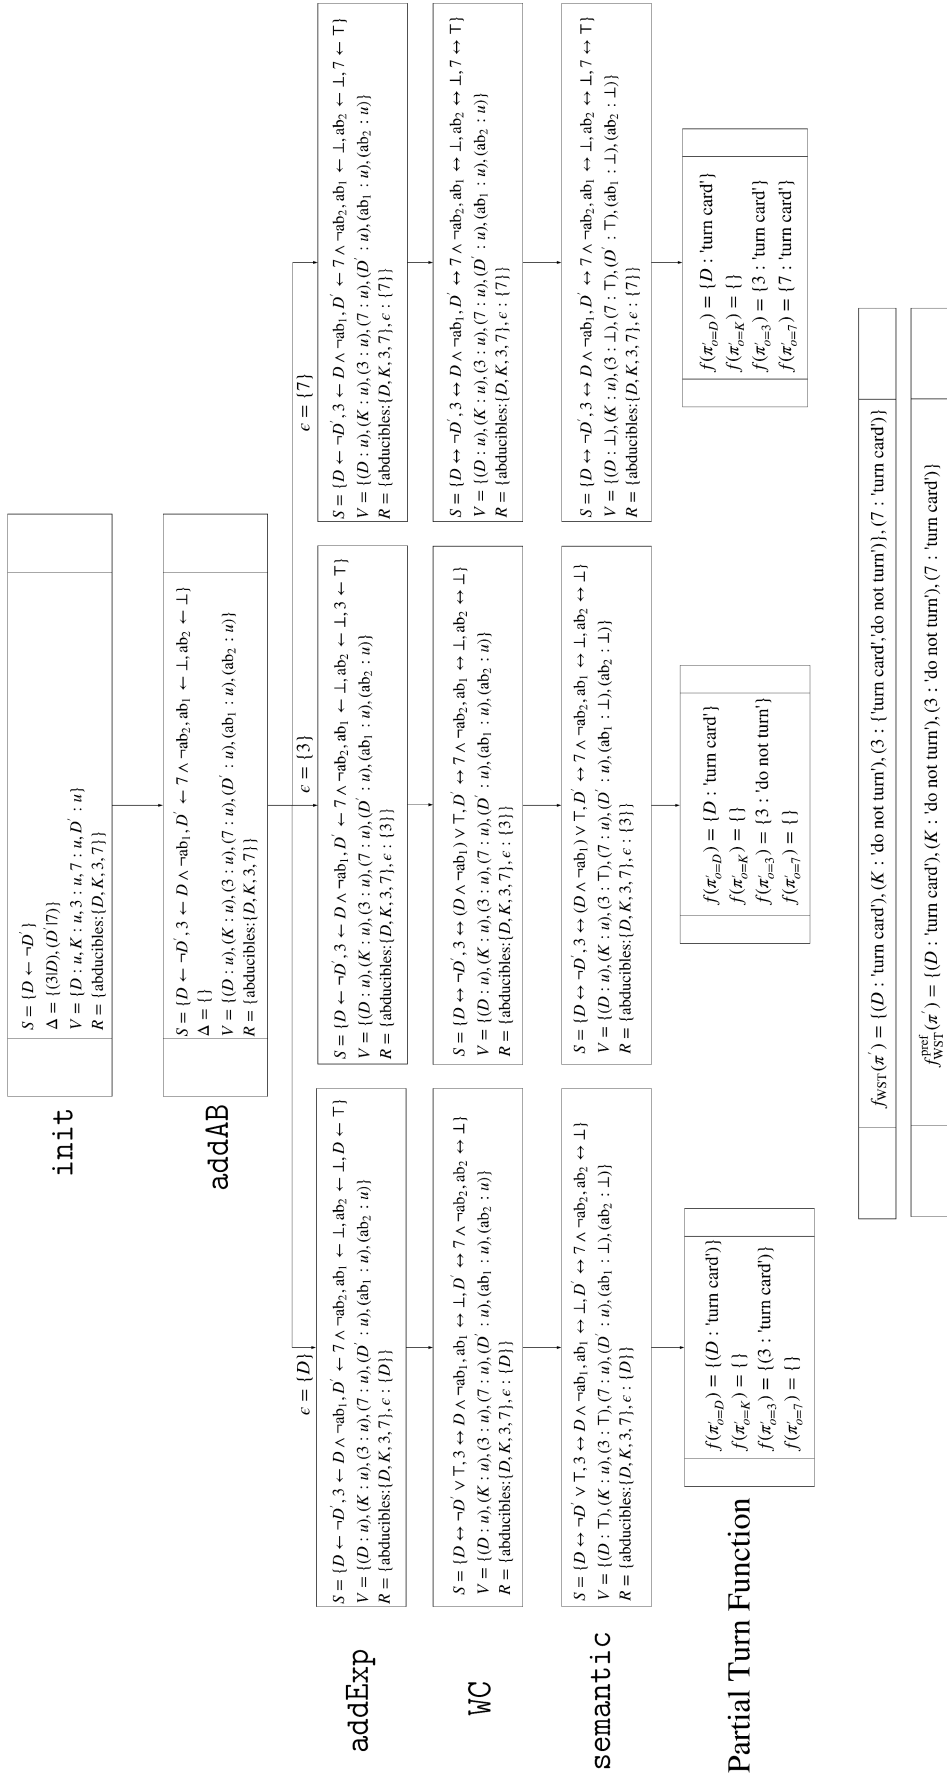 init
S = {D ← ¬D′}
Δ = {(3|D), (D′|7)}
V = {D : u, K : u, 3 : u, 7 : u, D′ : u}
R = {abducibles:{D, K, 3, 7}}
addAB
S = {D ← ¬D′, 3 ← D ∧ ¬ab₁, D′ ← 7 ∧ ¬ab₂, ab₁ ← ⊥, ab₂ ← ⊥}
Δ = {}
V = {(D : u), (K : u), (3 : u), (7 : u), (D′ : u), (ab₁ : u), (ab₂ : u)}
R = {abducibles:{D, K, 3, 7}}
ϵ = {D}
ϵ = {3}
ϵ = {7}
addExp
S = {D ← ¬D′, 3 ← D ∧ ¬ab₁, D′ ← 7 ∧ ¬ab₂, ab₁ ← ⊥, ab₂ ← ⊥, D ← ⊤}
V = {(D : u), (K : u), (3 : u), (7 : u), (D′ : u), (ab₁ : u), (ab₂ : u)}
R = {abducibles:{D, K, 3, 7}, ϵ : {D}}
S = {D ← ¬D′, 3 ← D ∧ ¬ab₁, D′ ← 7 ∧ ¬ab₂, ab₁ ← ⊥, ab₂ ← ⊥, 3 ← ⊤}
V = {(D : u), (K : u), (3 : u), (7 : u), (D′ : u), (ab₁ : u), (ab₂ : u)}
R = {abducibles:{D, K, 3, 7}, ϵ : {3}}
S = {D ← ¬D′, 3 ← D ∧ ¬ab₁, D′ ← 7 ∧ ¬ab₂, ab₁ ← ⊥, ab₂ ← ⊥, 7 ← ⊤}
V = {(D : u), (K : u), (3 : u), (7 : u), (D′ : u), (ab₁ : u), (ab₂ : u)}
R = {abducibles:{D, K, 3, 7}, ϵ : {7}}
WC
S = {D ↔ ¬D′ ∨ ⊤, 3 ↔ D ∧ ¬ab₁, ab₁ ↔ ⊥, D′ ↔ 7 ∧ ¬ab₂, ab₂ ↔ ⊥}
V = {(D : u), (K : u), (3 : u), (7 : u), (D′ : u), (ab₁ : u), (ab₂ : u)}
R = {abducibles:{D, K, 3, 7}, ϵ : {D}}
S = {D ↔ ¬D′, 3 ↔ (D ∧ ¬ab₁) ∨ ⊤, D′ ↔ 7 ∧ ¬ab₂, ab₁ ↔ ⊥, ab₂ ↔ ⊥}
V = {(D : u), (K : u), (3 : u), (7 : u), (D′ : u), (ab₁ : u), (ab₂ : u)}
R = {abducibles:{D, K, 3, 7}, ϵ : {3}}
S = {D ↔ ¬D′, 3 ↔ D ∧ ¬ab₁, D′ ↔ 7 ∧ ¬ab₂, ab₁ ↔ ⊥, ab₂ ↔ ⊥, 7 ↔ ⊤}
V = {(D : u), (K : u), (3 : u), (7 : u), (D′ : u), (ab₁ : u), (ab₂ : u)}
R = {abducibles:{D, K, 3, 7}, ϵ : {7}}
semantic
S = {D ↔ ¬D′ ∨ ⊤, 3 ↔ D ∧ ¬ab₁, ab₁ ↔ ⊥, D′ ↔ 7 ∧ ¬ab₂, ab₂ ↔ ⊥}
V = {(D : ⊤), (K : u), (3 : ⊤), (7 : u), (D′ : u), (ab₁ : ⊥), (ab₂ : ⊥)}
R = {abducibles:{D, K, 3, 7}, ϵ : {D}}
S = {D ↔ ¬D′, 3 ↔ (D ∧ ¬ab₁) ∨ ⊤, D′ ↔ 7 ∧ ¬ab₂, ab₁ ↔ ⊥, ab₂ ↔ ⊥}
V = {(D : u), (K : u), (3 : ⊤), (7 : u), (D′ : u), (ab₁ : ⊥), (ab₂ : ⊥)}
R = {abducibles:{D, K, 3, 7}, ϵ : {3}}
S = {D ↔ ¬D′, 3 ↔ D ∧ ¬ab₁, D′ ↔ 7 ∧ ¬ab₂, ab₁ ↔ ⊥, ab₂ ↔ ⊥, 7 ↔ ⊤}
V = {(D : ⊥), (K : u), (3 : ⊥), (7 : ⊤), (D′ : ⊤), (ab₁ : ⊥), (ab₂ : ⊥)}
R = {abducibles:{D, K, 3, 7}, ϵ : {7}}
Partial Turn Function
f(π′ₒ₌D) = {(D : 'turn card')}
f(π′ₒ₌K) = {}
f(π′ₒ₌₃) = {(3 : 'turn card')}
f(π′ₒ₌₇) = {}
f(π′ₒ₌D) = {D : 'turn card'}
f(π′ₒ₌K) = {}
f(π′ₒ₌₃) = {3 : 'do not turn'}
f(π′ₒ₌₇) = {}
f(π′ₒ₌D) = {D : 'turn card'}
f(π′ₒ₌K) = {}
f(π′ₒ₌₃) = {3 : 'turn card'}
f(π′ₒ₌₇) = {7 : 'turn card'}
f_WST(π′) = {(D : 'turn card'), (K : 'do not turn'), (3 : {'turn card','do not turn'}), (7 : 'turn card')}
f_WST^pref(π′) = {(D : 'turn card'), (K : 'do not turn'), (3 : 'do not turn'), (7 : 'turn card')}